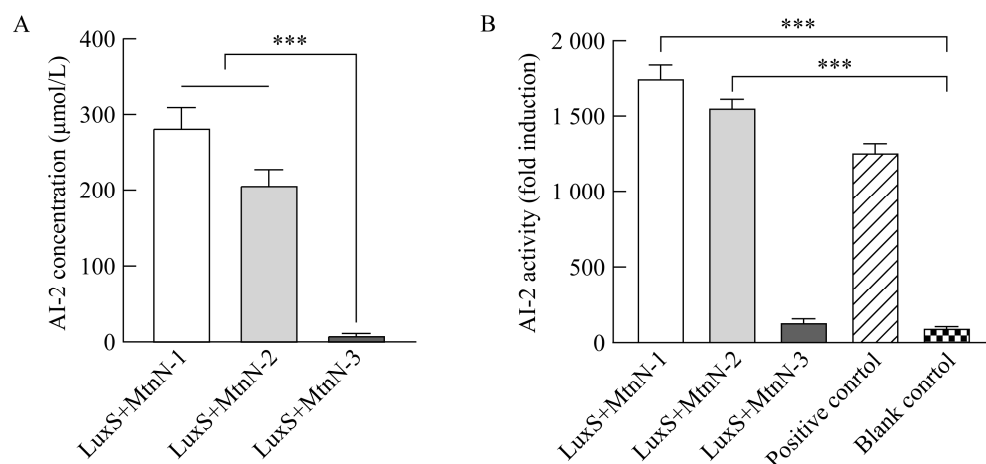 A
AI-2 concentration (μmol/L)
400
300
200
100
0
***
LuxS+MtnN-1
LuxS+MtnN-2
LuxS+MtnN-3
B
AI-2 activity (fold induction)
2 000
1 500
1 000
500
0
***
***
LuxS+MtnN-1
LuxS+MtnN-2
LuxS+MtnN-3
Positive conrtol
Blank conrtol